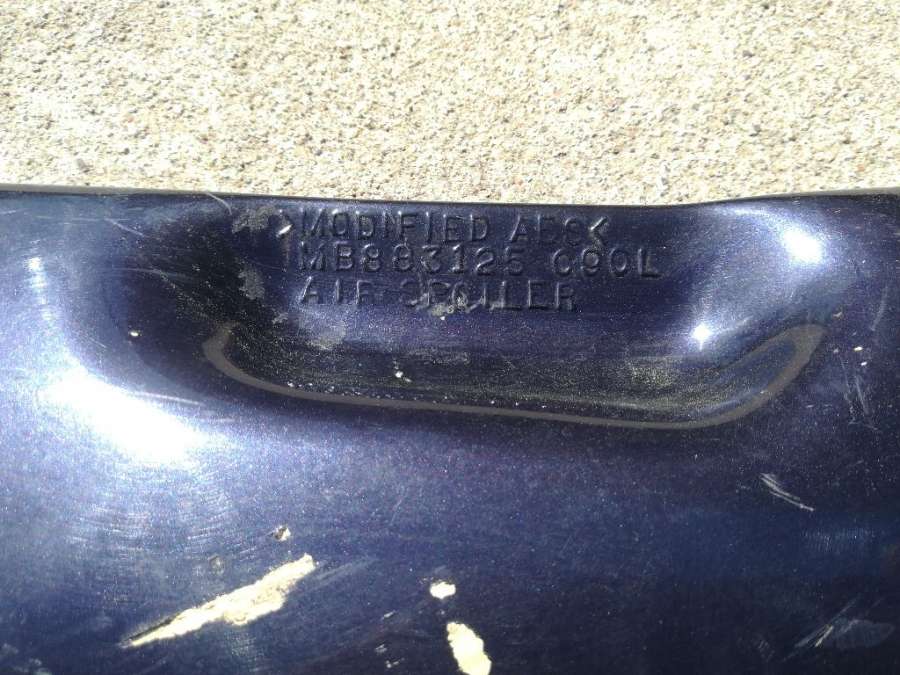 >MODIFIED ABS<
MB883125 C90L
AIR SPOILER